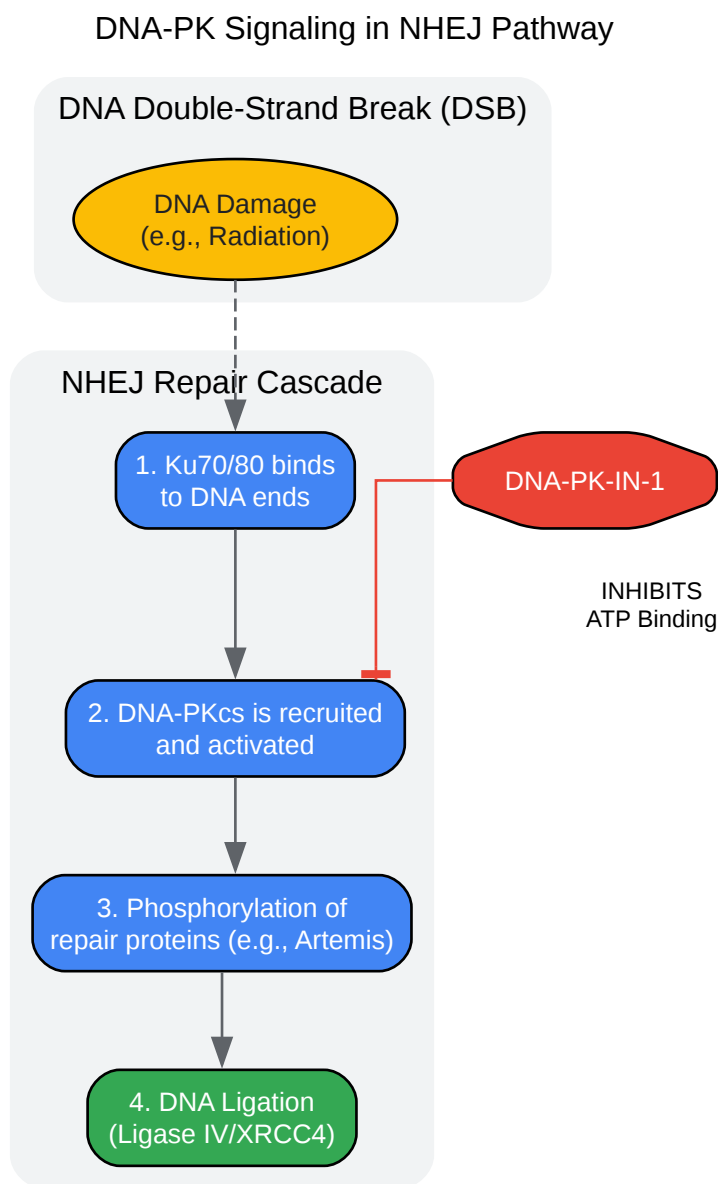 DNA-PK Signaling in NHEJ Pathway
DNA Double-Strand Break (DSB)
DNA Damage
(e.g., Radiation)
NHEJ Repair Cascade
1. Ku70/80 binds
to DNA ends
DNA-PK-IN-1
INHIBITS
ATP Binding
2. DNA-PKcs is recruited
and activated
3. Phosphorylation of
repair proteins (e.g., Artemis)
4. DNA Ligation
(Ligase IV/XRCC4)